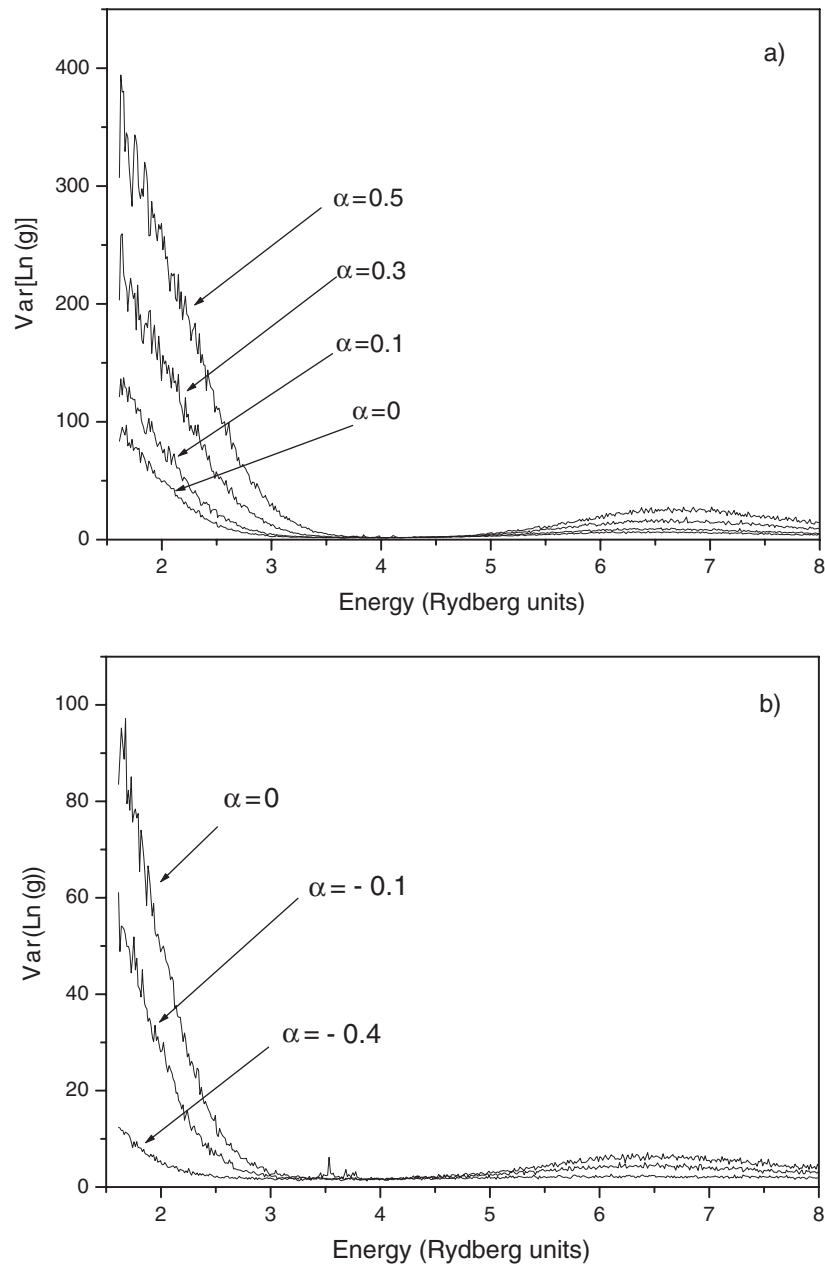 a)
400
300
200
100
0
Var[Ln(g)]
α=0.5
α=0.3
α=0.1
α=0
2 3 4 5 6 7 8
Energy (Rydberg units)
b)
100
80
60
40
20
0
Var(Ln(g))
α=0
α= - 0.1
α= - 0.4
2 3 4 5 6 7 8
Energy (Rydberg units)